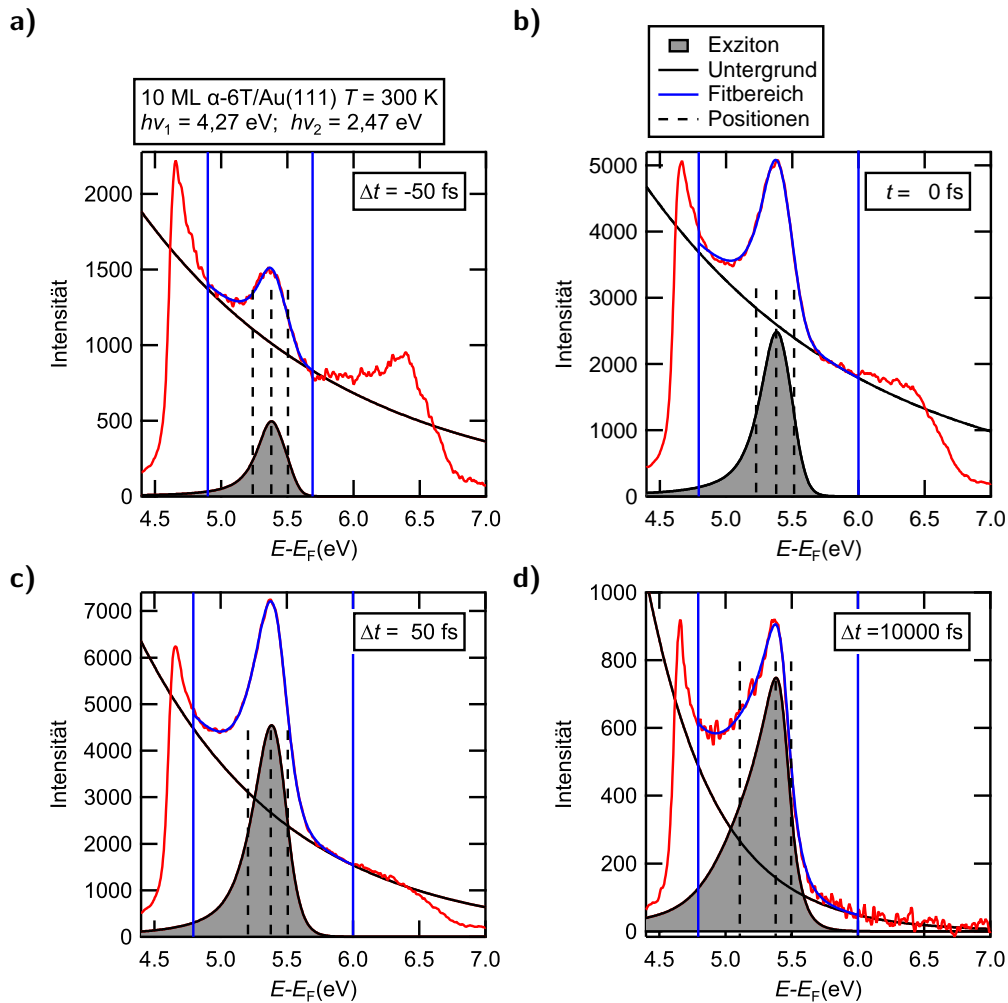 a)
10 ML α-6T/Au(111) T = 300 K
hν₁ = 4,27 eV; hν₂ = 2,47 eV
Δt = -50 fs
Intensität
2000
1500
1000
500
0
4.5 5.0 5.5 6.0 6.5 7.0
E-E_F(eV)
b)
Exziton
Untergrund
Fitbereich
Positionen
t = 0 fs
Intensität
5000
4000
3000
2000
1000
0
4.5 5.0 5.5 6.0 6.5 7.0
E-E_F(eV)
c)
Δt = 50 fs
Intensität
7000
6000
5000
4000
3000
2000
1000
0
4.5 5.0 5.5 6.0 6.5 7.0
E-E_F(eV)
d)
Δt =10000 fs
Intensität
1000
800
600
400
200
0
4.5 5.0 5.5 6.0 6.5 7.0
E-E_F(eV)